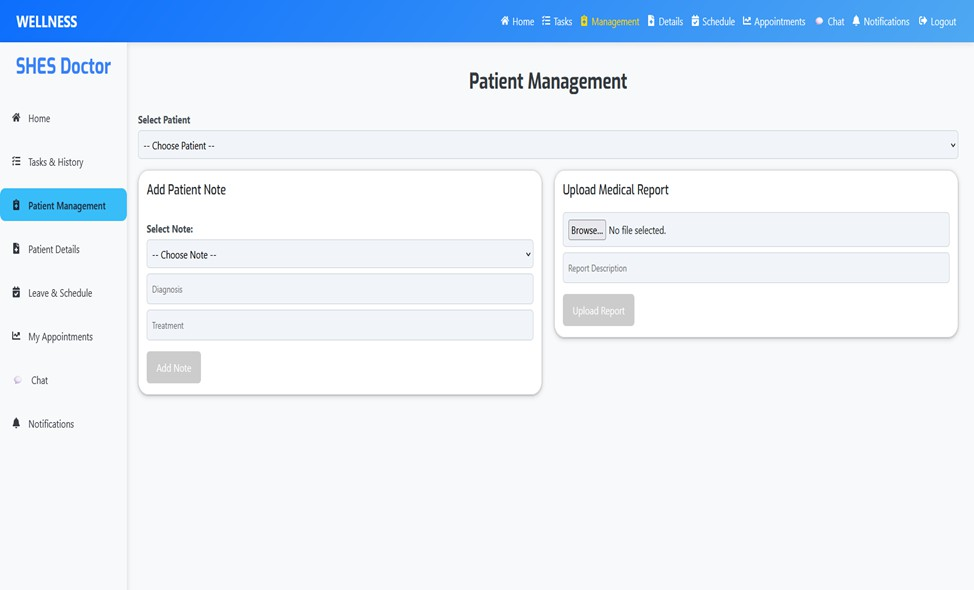 WELLNESS
Home Tasks Management Details Schedule Appointments Chat Notifications Logout
SHES Doctor
Home
Tasks & History
Patient Management
Patient Details
Leave & Schedule
My Appointments
Chat
Notifications
Patient Management
Select Patient
-- Choose Patient --
Add Patient Note
Select Note:
-- Choose Note --
Diagnosis
Treatment
Add Note
Upload Medical Report
Browse... No file selected.
Report Description
Upload Report